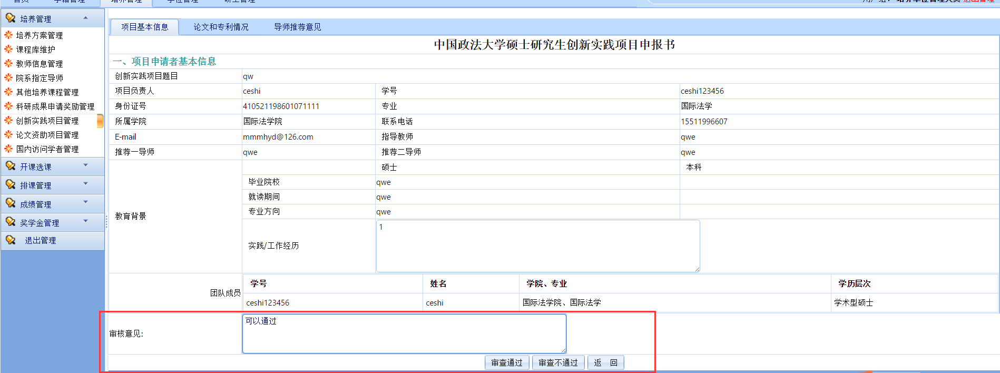 培养管理
培养方案管理
课程库维护
教师信息管理
院系指定导师
其他培养课程管理
科研成果申请奖励管理
创新实践项目管理
论文资助项目管理
国内访问学者管理
开课选课
排课管理
成绩管理
奖学金管理
退出管理
项目基本信息 论文和专利情况 导师推荐意见
中国政法大学硕士研究生创新实践项目申报书
一、项目申请者基本信息
创新实践项目题目 qw
项目负责人 ceshi 学号 ceshi123456
身份证号 410521198601071111 专业 国际法学
所属学院 国际法学院 联系电话 15511996607
E-mail mmmhyd@126.com 指导教师 qwe
推荐一导师 qwe 推荐二导师 qwe
教育背景
硕士 本科
毕业院校 qwe
就读期间 qwe
专业方向 qwe
实践/工作经历 1
团队成员
学号 姓名 学院、专业 学历层次
ceshi123456 ceshi 国际法学院、国际法学 学术型硕士
审核意见: 可以通过
审查通过 审查不通过 返 回